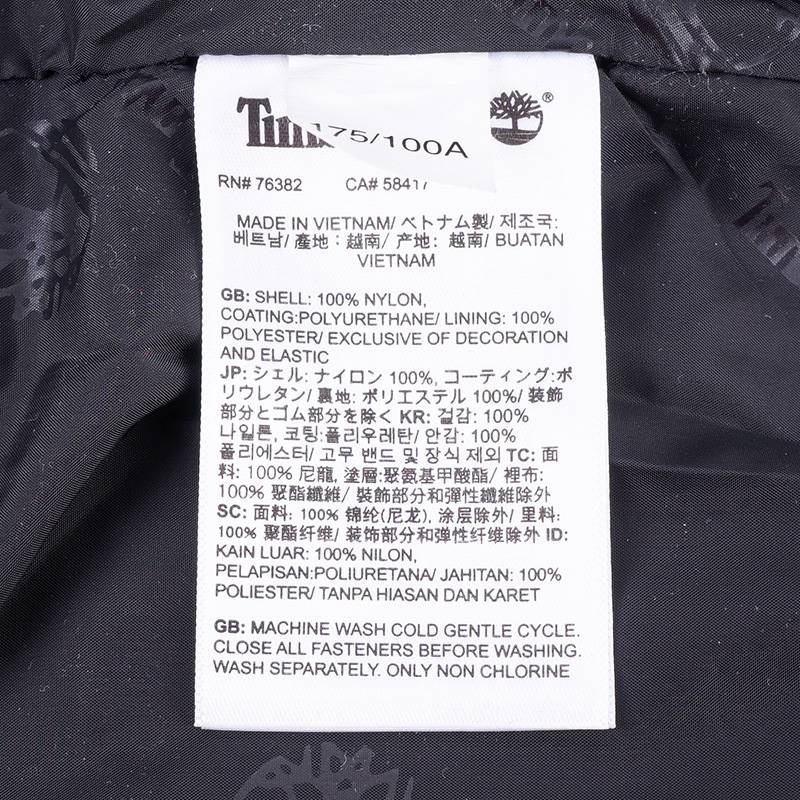 175/100A
RN# 76382 CA# 58417
MADE IN VIETNAM/ ベトナム製/ 제조국:
베트남/ 產地：越南/ 产地：越南/ BUATAN
VIETNAM
GB: SHELL: 100% NYLON,
COATING:POLYURETHANE/ LINING: 100%
POLYESTER/ EXCLUSIVE OF DECORATION
AND ELASTIC
JP: シェル: ナイロン 100%, コーティング:ポ
リウレタン/ 裏地: ポリエステル 100%/ 装飾
部分とゴム部分を除く KR: 겉감: 100%
나일론, 코팅:폴리우레탄/ 안감: 100%
폴리에스터/ 고무 밴드 및 장식 제외 TC: 面
料: 100% 尼龍, 塗層:聚氨基甲酸酯/ 裡布:
100% 聚酯纖維/ 裝飾部分和彈性纖維除外
SC: 面料: 100% 锦纶(尼龙), 涂层除外/ 里料:
100% 聚酯纤维/ 装饰部分和弹性纤维除外 ID:
KAIN LUAR: 100% NILON,
PELAPISAN:POLIURETANA/ JAHITAN: 100%
POLIESTER/ TANPA HIASAN DAN KARET
GB: MACHINE WASH COLD GENTLE CYCLE.
CLOSE ALL FASTENERS BEFORE WASHING.
WASH SEPARATELY. ONLY NON CHLORINE